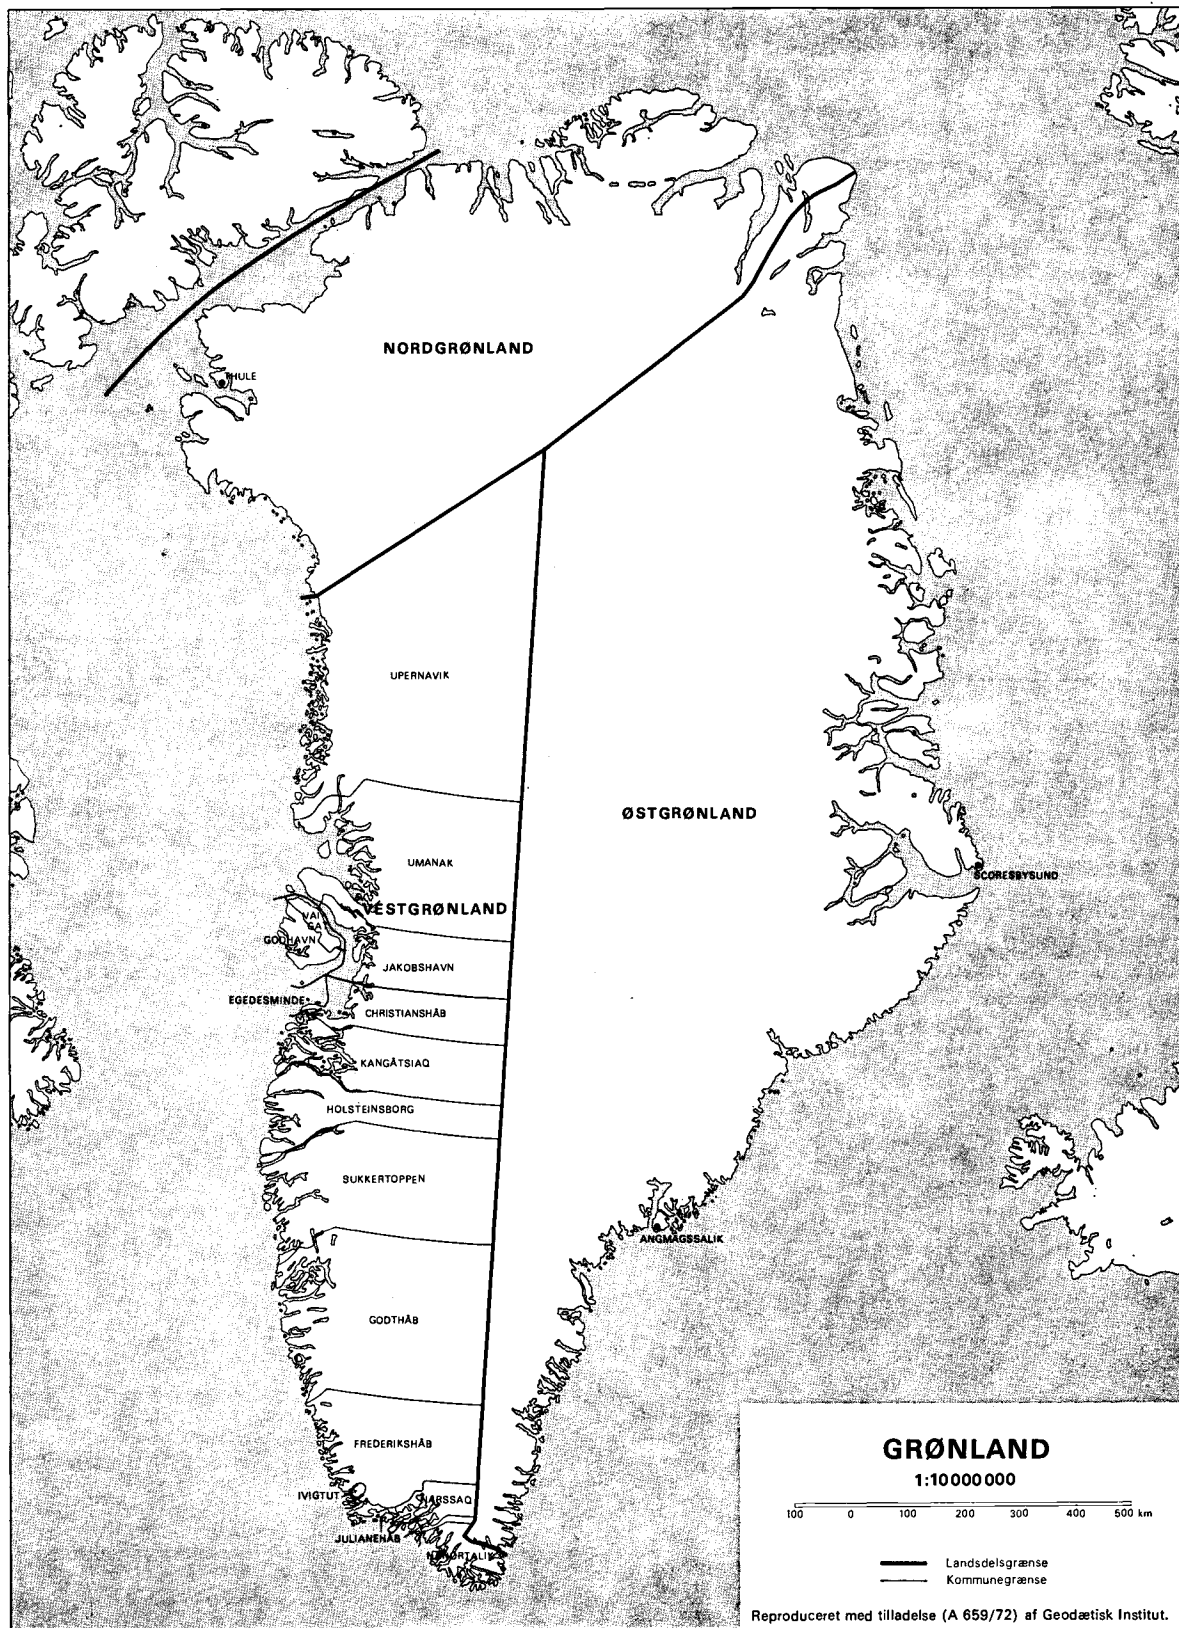 NORDGRØNLAND
THULE
UPERNAVIK
ØSTGRØNLAND
UMANAK
SCORESBYSUND
VESTGRØNLAND
VAI
GAT
GODHAVN
JAKOBSHAVN
EGEDESMINDE
CHRISTIANSHÅB
KANGÅTSIAQ
HOLSTEINSBORG
SUKKERTOPPEN
ANGMAGSSALIK
GODTHÅB
FREDERIKSHÅB
IVIGTUT
NARSSAQ
JULIANEHÅB
NANORTALIK
GRØNLAND
1:10000000
100 0 100 200 300 400 500 km
Landsdelsgrænse
Kommunegrænse
Reproduceret med tilladelse (A 659/72) af Geodætisk Institut.